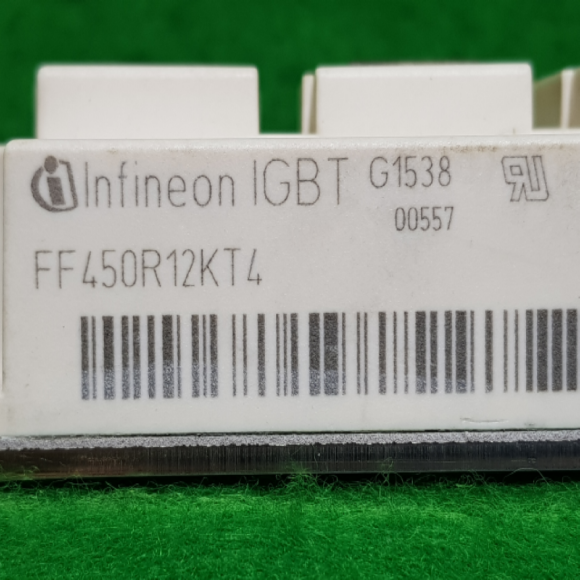 Infineon IGBT G1538
00557
FF450R12KT4